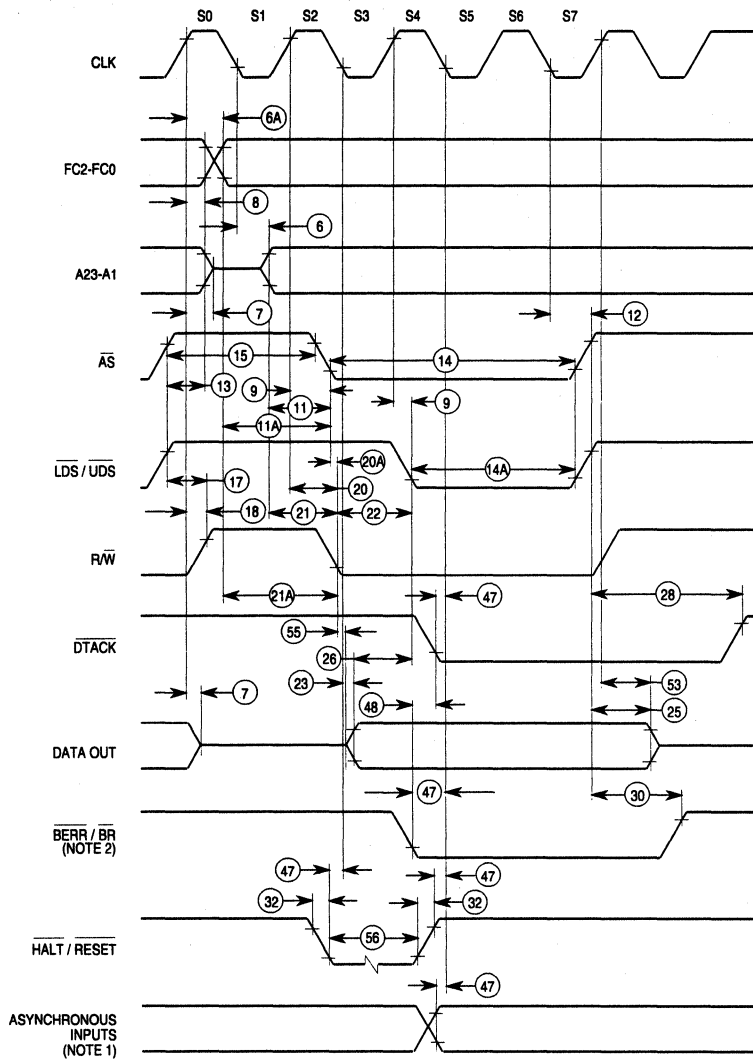 S0 S1 S2 S3 S4 S5 S6 S7
CLK
6A
FC2-FC0
8
6
A23-A1
7
12
AS
15
14
13
9
9
11
11A
LDS / UDS
20A
14A
17
20
18
21
22
R/W
21A
47
28
DTACK
55
26
23
53
7
48
25
DATA OUT
47
30
BERR / BR
(NOTE 2)
47
47
32
32
56
HALT / RESET
47
ASYNCHRONOUS
INPUTS
(NOTE 1)